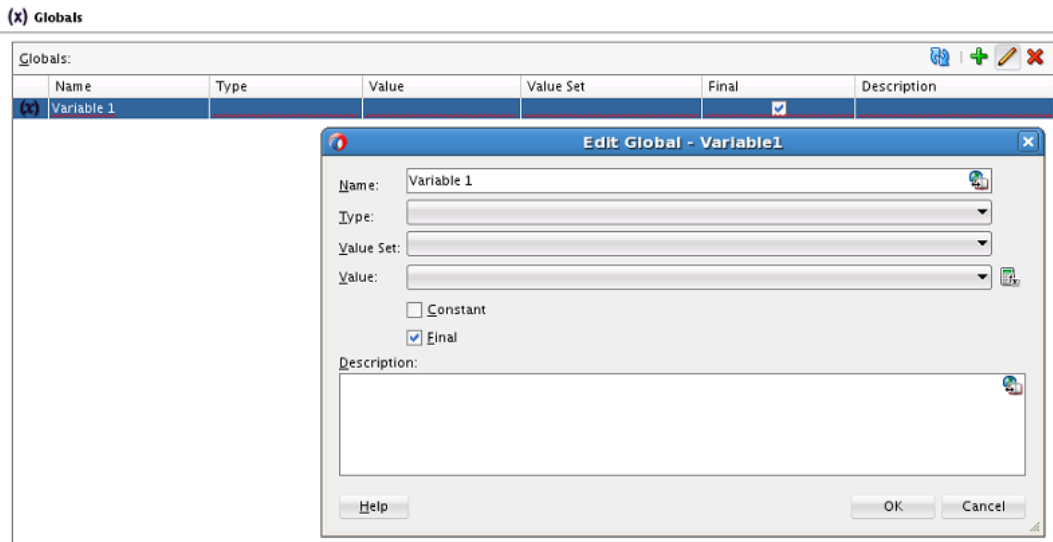 (x) Globals
Globals:
Name Type Value Value Set Final Description
(x) Variable 1
Edit Global - Variable1
Name: Variable 1
Type:
Value Set:
Value:
Constant
Final
Description:
Help OK Cancel